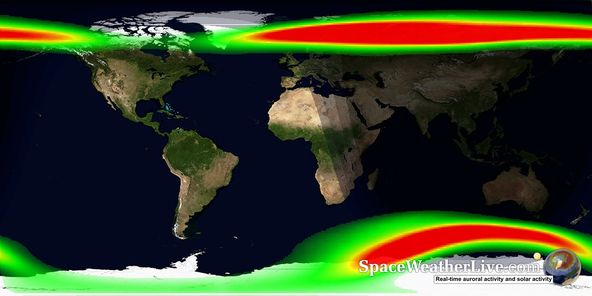 SpaceWeatherLive.com
Real-time auroral activity and solar activity